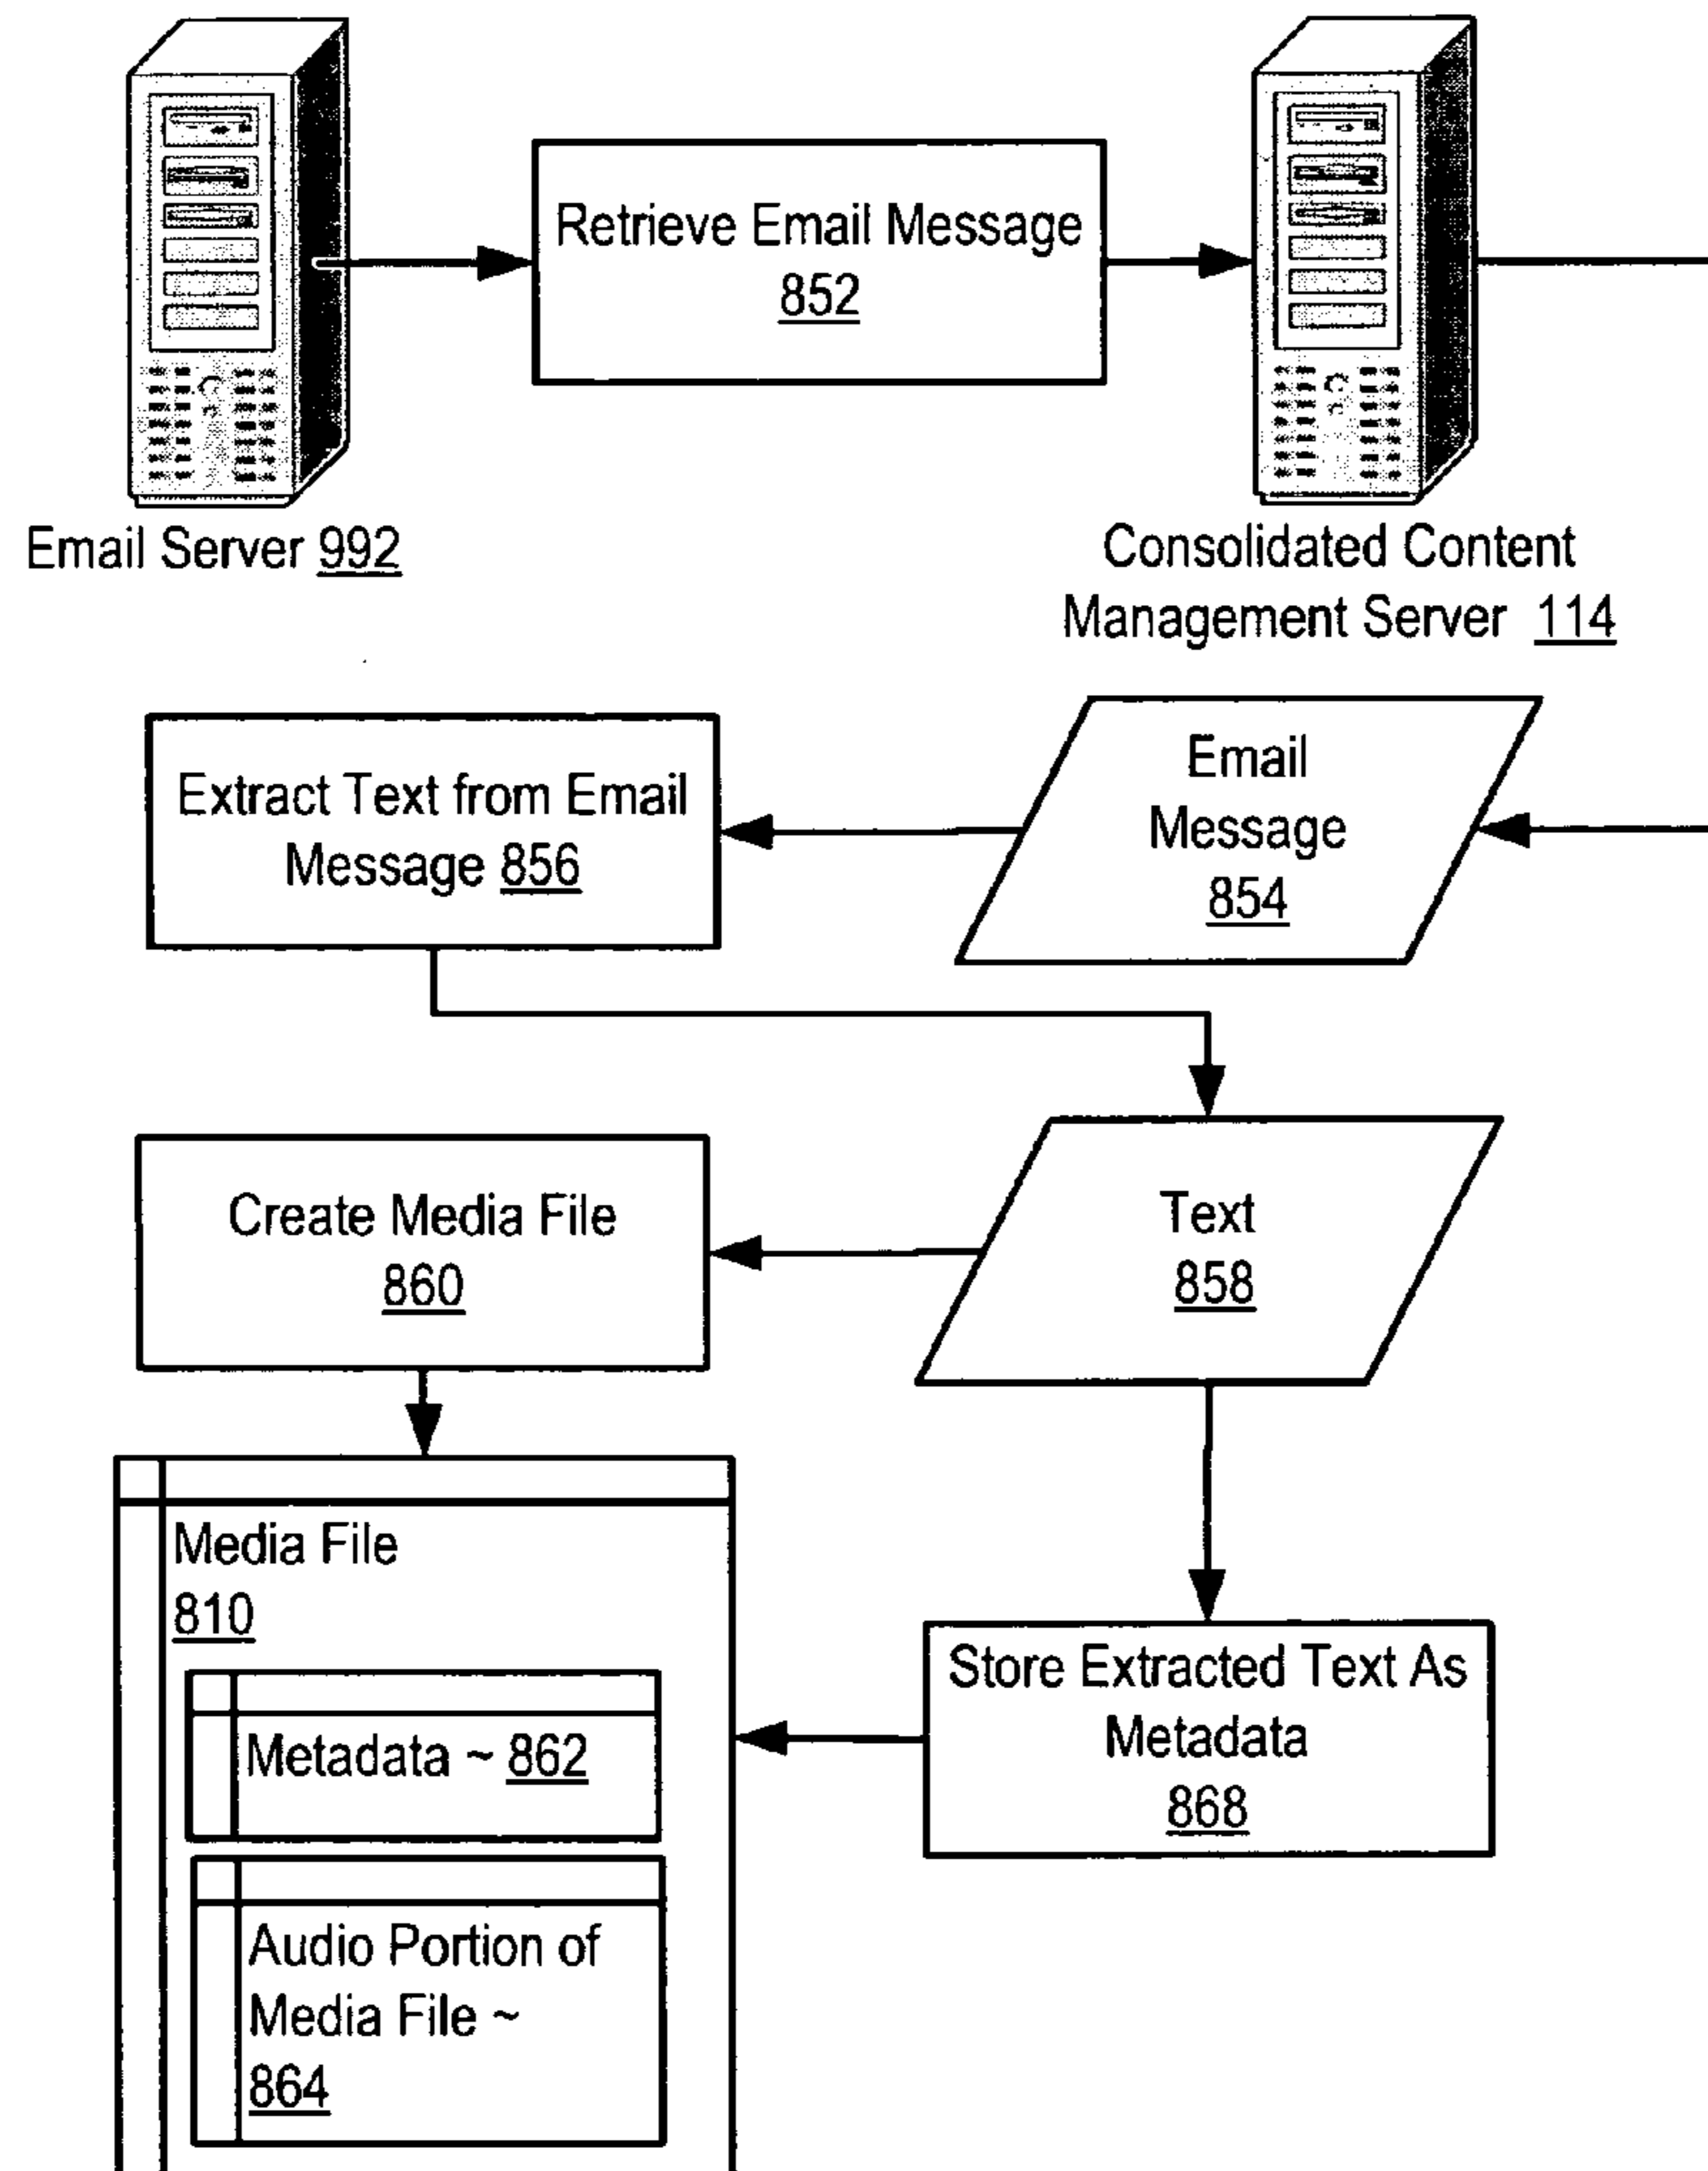 Retrieve Email Message
852
Email Server 992
Consolidated Content
Management Server 114
Extract Text from Email
Message 856
Email
Message
854
Create Media File
860
Text
858
Media File
810
Metadata ~ 862
Audio Portion of
Media File ~
864
Store Extracted Text As
Metadata
868